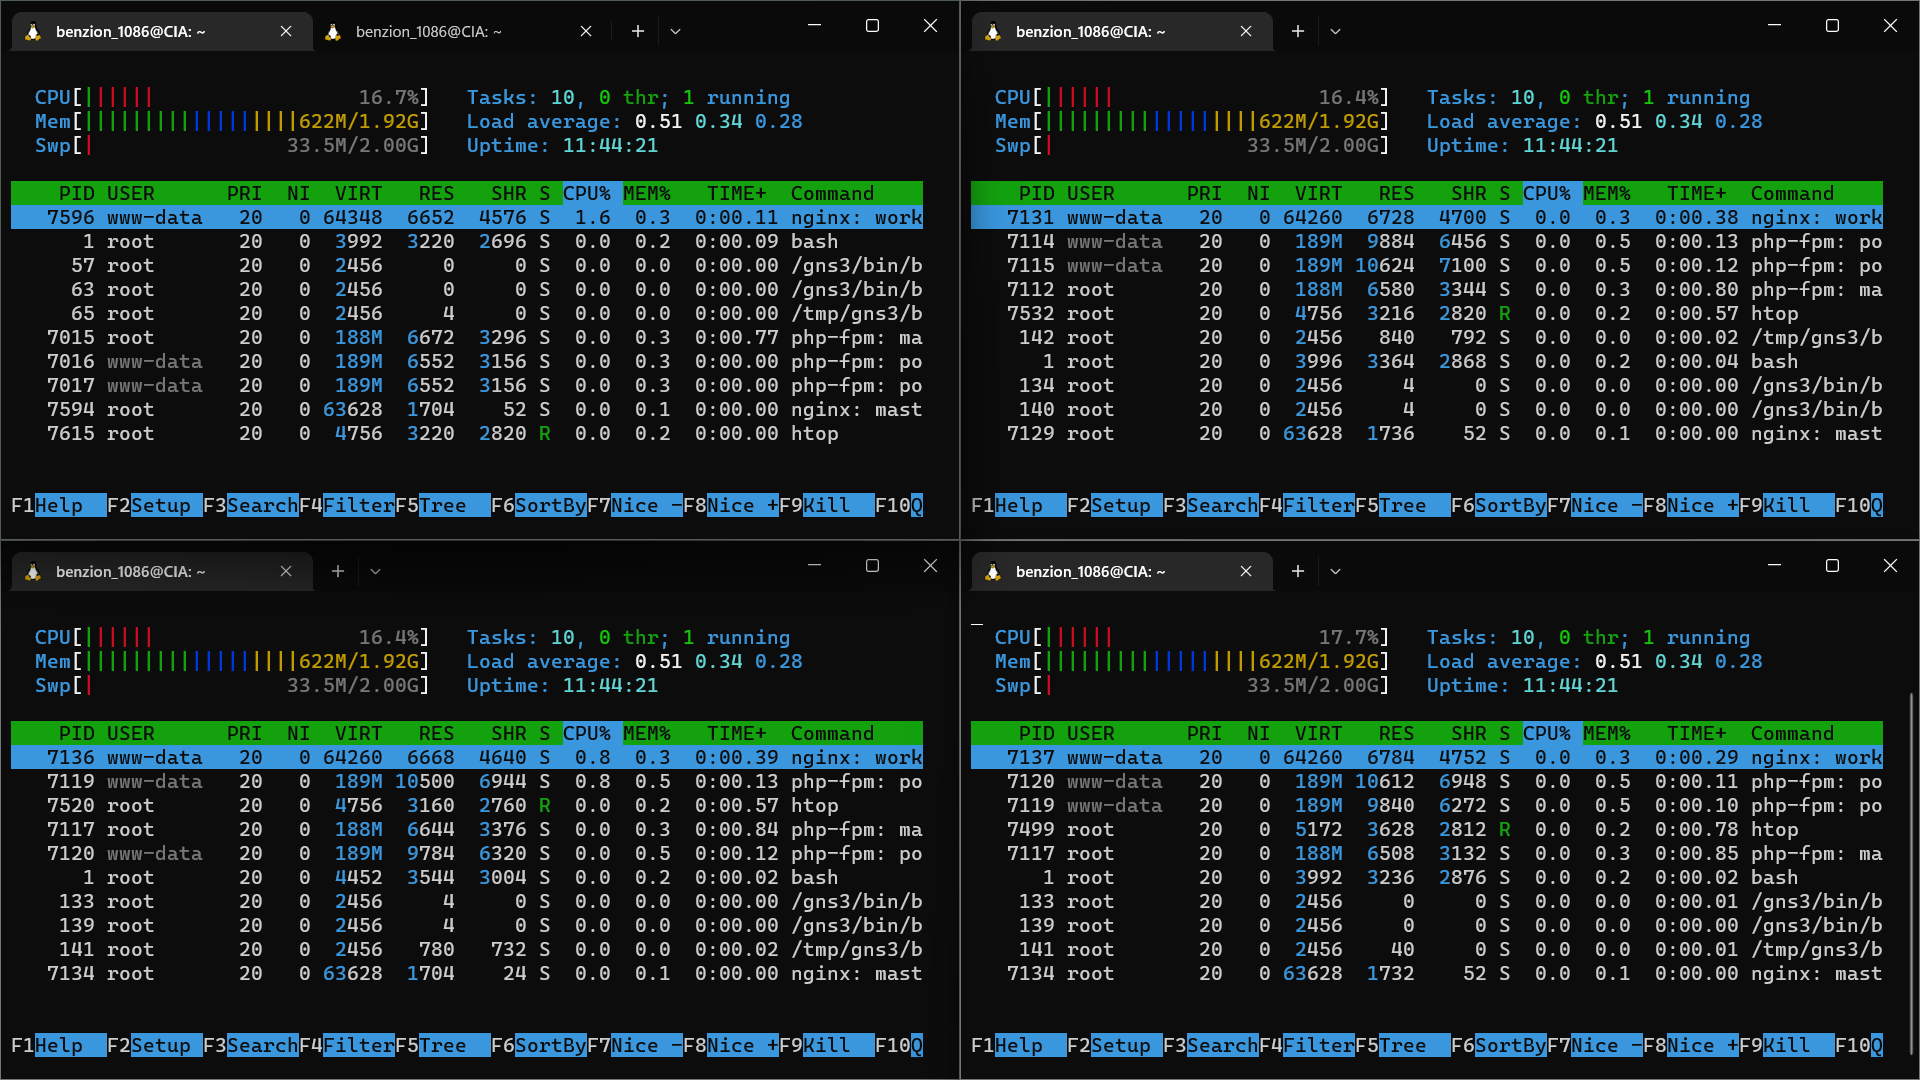 benzion_1086@CIA: ~ benzion_1086@CIA: ~
CPU[|||||| 16.7%] Tasks: 10, 0 thr; 1 running
Mem[||||||||||||||||||622M/1.92G] Load average: 0.51 0.34 0.28
Swp[| 33.5M/2.00G] Uptime: 11:44:21
PID USER PRI NI VIRT RES SHR S CPU% MEM% TIME+ Command
7596 www-data 20 0 64348 6652 4576 S 1.6 0.3 0:00.11 nginx: work
1 root 20 0 3992 3220 2696 S 0.0 0.2 0:00.09 bash
57 root 20 0 2456 0 0 S 0.0 0.0 0:00.00 /gns3/bin/b
63 root 20 0 2456 0 0 S 0.0 0.0 0:00.00 /gns3/bin/b
65 root 20 0 2456 4 0 S 0.0 0.0 0:00.00 /tmp/gns3/b
7015 root 20 0 188M 6672 3296 S 0.0 0.3 0:00.77 php-fpm: ma
7016 www-data 20 0 189M 6552 3156 S 0.0 0.3 0:00.00 php-fpm: po
7017 www-data 20 0 189M 6552 3156 S 0.0 0.3 0:00.00 php-fpm: po
7594 root 20 0 63628 1704 52 S 0.0 0.1 0:00.00 nginx: mast
7615 root 20 0 4756 3220 2820 R 0.0 0.2 0:00.00 htop
F1Help F2Setup F3SearchF4FilterF5Tree F6SortByF7Nice -F8Nice +F9Kill F10Q
benzion_1086@CIA: ~
CPU[|||||| 16.4%] Tasks: 10, 0 thr; 1 running
Mem[||||||||||||||||||622M/1.92G] Load average: 0.51 0.34 0.28
Swp[| 33.5M/2.00G] Uptime: 11:44:21
PID USER PRI NI VIRT RES SHR S CPU% MEM% TIME+ Command
7131 www-data 20 0 64260 6728 4700 S 0.0 0.3 0:00.38 nginx: work
7114 www-data 20 0 189M 9884 6456 S 0.0 0.5 0:00.13 php-fpm: po
7115 www-data 20 0 189M 10624 7100 S 0.0 0.5 0:00.12 php-fpm: po
7112 root 20 0 188M 6580 3344 S 0.0 0.3 0:00.80 php-fpm: ma
7532 root 20 0 4756 3216 2820 R 0.0 0.2 0:00.57 htop
142 root 20 0 2456 840 792 S 0.0 0.0 0:00.02 /tmp/gns3/b
1 root 20 0 3996 3364 2868 S 0.0 0.2 0:00.04 bash
134 root 20 0 2456 4 0 S 0.0 0.0 0:00.00 /gns3/bin/b
140 root 20 0 2456 4 0 S 0.0 0.0 0:00.00 /gns3/bin/b
7129 root 20 0 63628 1736 52 S 0.0 0.1 0:00.00 nginx: mast
F1Help F2Setup F3SearchF4FilterF5Tree F6SortByF7Nice -F8Nice +F9Kill F10Q
benzion_1086@CIA: ~
CPU[|||||| 16.4%] Tasks: 10, 0 thr; 1 running
Mem[||||||||||||||||||622M/1.92G] Load average: 0.51 0.34 0.28
Swp[| 33.5M/2.00G] Uptime: 11:44:21
PID USER PRI NI VIRT RES SHR S CPU% MEM% TIME+ Command
7136 www-data 20 0 64260 6668 4640 S 0.8 0.3 0:00.39 nginx: work
7119 www-data 20 0 189M 10500 6944 S 0.8 0.5 0:00.13 php-fpm: po
7520 root 20 0 4756 3160 2760 R 0.0 0.2 0:00.57 htop
7117 root 20 0 188M 6644 3376 S 0.0 0.3 0:00.84 php-fpm: ma
7120 www-data 20 0 189M 9784 6320 S 0.0 0.5 0:00.12 php-fpm: po
1 root 20 0 4452 3544 3004 S 0.0 0.2 0:00.02 bash
133 root 20 0 2456 4 0 S 0.0 0.0 0:00.00 /gns3/bin/b
139 root 20 0 2456 4 0 S 0.0 0.0 0:00.00 /gns3/bin/b
141 root 20 0 2456 780 732 S 0.0 0.0 0:00.02 /tmp/gns3/b
7134 root 20 0 63628 1704 24 S 0.0 0.1 0:00.00 nginx: mast
F1Help F2Setup F3SearchF4FilterF5Tree F6SortByF7Nice -F8Nice +F9Kill F10Q
benzion_1086@CIA: ~
CPU[|||||| 17.7%] Tasks: 10, 0 thr; 1 running
Mem[||||||||||||||||||622M/1.92G] Load average: 0.51 0.34 0.28
Swp[| 33.5M/2.00G] Uptime: 11:44:21
PID USER PRI NI VIRT RES SHR S CPU% MEM% TIME+ Command
7137 www-data 20 0 64260 6784 4752 S 0.0 0.3 0:00.29 nginx: work
7120 www-data 20 0 189M 10612 6948 S 0.0 0.5 0:00.11 php-fpm: po
7119 www-data 20 0 189M 9840 6272 S 0.0 0.5 0:00.10 php-fpm: po
7499 root 20 0 5172 3628 2812 R 0.0 0.2 0:00.78 htop
7117 root 20 0 188M 6508 3132 S 0.0 0.3 0:00.85 php-fpm: ma
1 root 20 0 3992 3236 2876 S 0.0 0.2 0:00.02 bash
133 root 20 0 2456 0 0 S 0.0 0.0 0:00.01 /gns3/bin/b
139 root 20 0 2456 0 0 S 0.0 0.0 0:00.00 /gns3/bin/b
141 root 20 0 2456 40 0 S 0.0 0.0 0:00.01 /tmp/gns3/b
7134 root 20 0 63628 1732 52 S 0.0 0.1 0:00.00 nginx: mast
F1Help F2Setup F3SearchF4FilterF5Tree F6SortByF7Nice -F8Nice +F9Kill F10Q